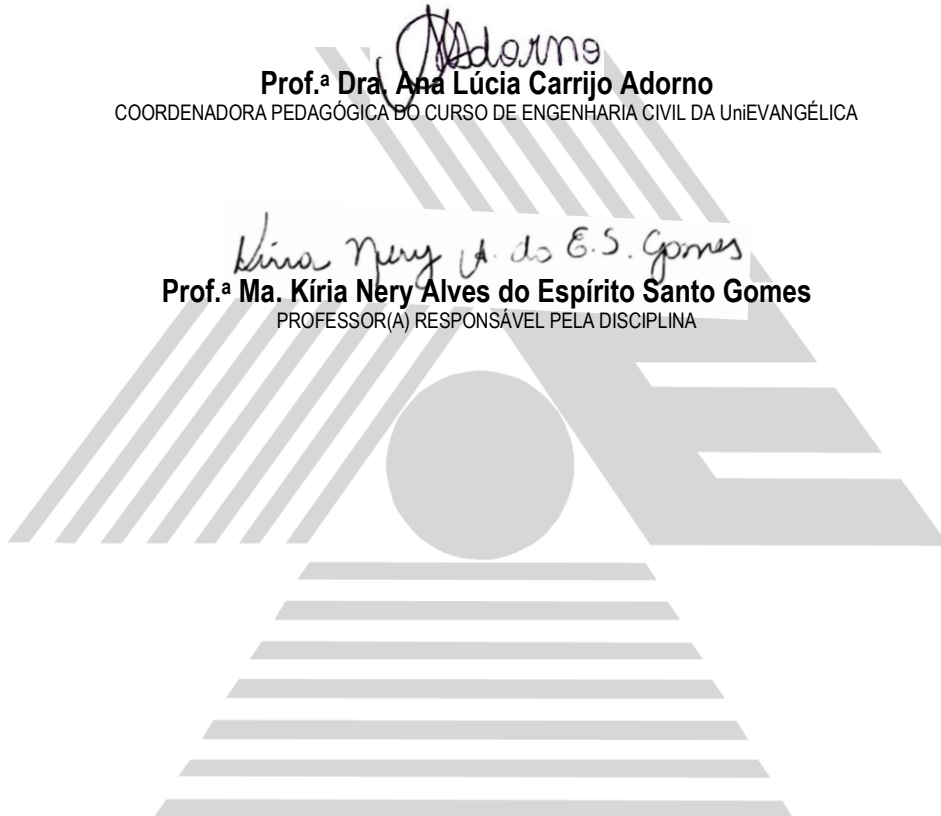 Adorno
Prof.ª Dra. Ana Lúcia Carrijo Adorno
COORDENADORA PEDAGÓGICA DO CURSO DE ENGENHARIA CIVIL DA UniEVANGÉLICA
Kíria Nery A. do E.S. Gomes
Prof.ª Ma. Kíria Nery Alves do Espírito Santo Gomes
PROFESSOR(A) RESPONSÁVEL PELA DISCIPLINA